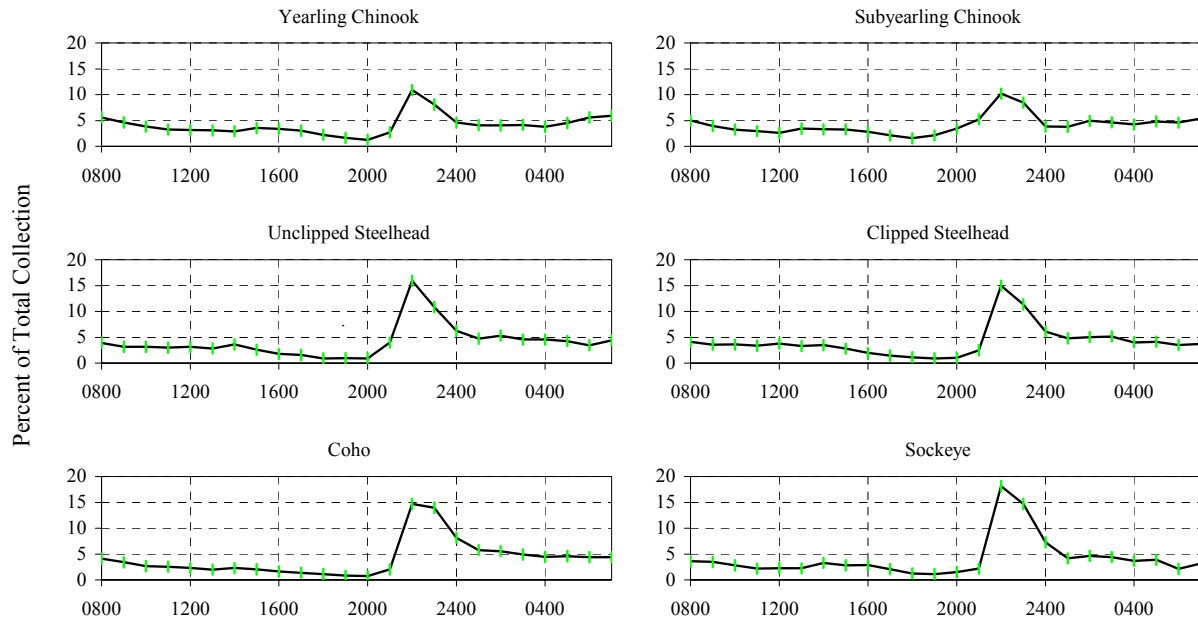 Percent of Total Collection
Yearling Chinook
20
15
10
5
0
0800 1200 1600 2000 2400 0400
Subyearling Chinook
20
15
10
5
0
0800 1200 1600 2000 2400 0400
Unclipped Steelhead
20
15
10
5
0
0800 1200 1600 2000 2400 0400
Clipped Steelhead
20
15
10
5
0
0800 1200 1600 2000 2400 0400
Coho
20
15
10
5
0
0800 1200 1600 2000 2400 0400
Sockeye
20
15
10
5
0
0800 1200 1600 2000 2400 0400